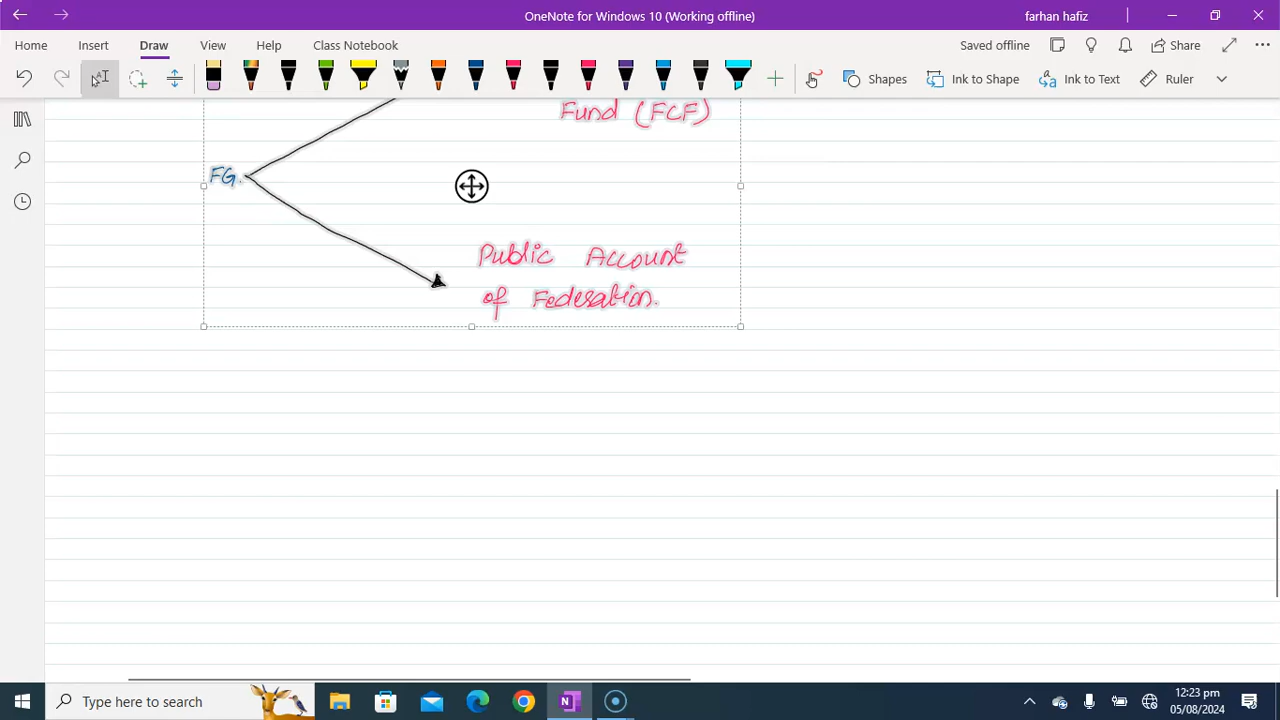 OneNote for Windows 10 (Working offline)
farhan hafiz
Home Insert Draw View Help Class Notebook
Saved offline
Share
Shapes
Ink to Shape
Ink to Text
Ruler
Fund (FCF)
FG.
Public Account
of Federation.
Type here to search
12:23 pm
05/08/2024